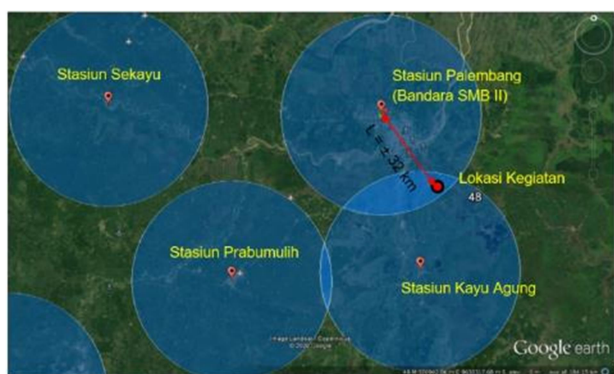 Stasiun Sekayu
Stasiun Palembang
(Bandara SMB II)
L = ± 32 km
Lokasi Kegiatan
48
Stasiun Prabumulih
Stasiun Kayu Agung
Google earth